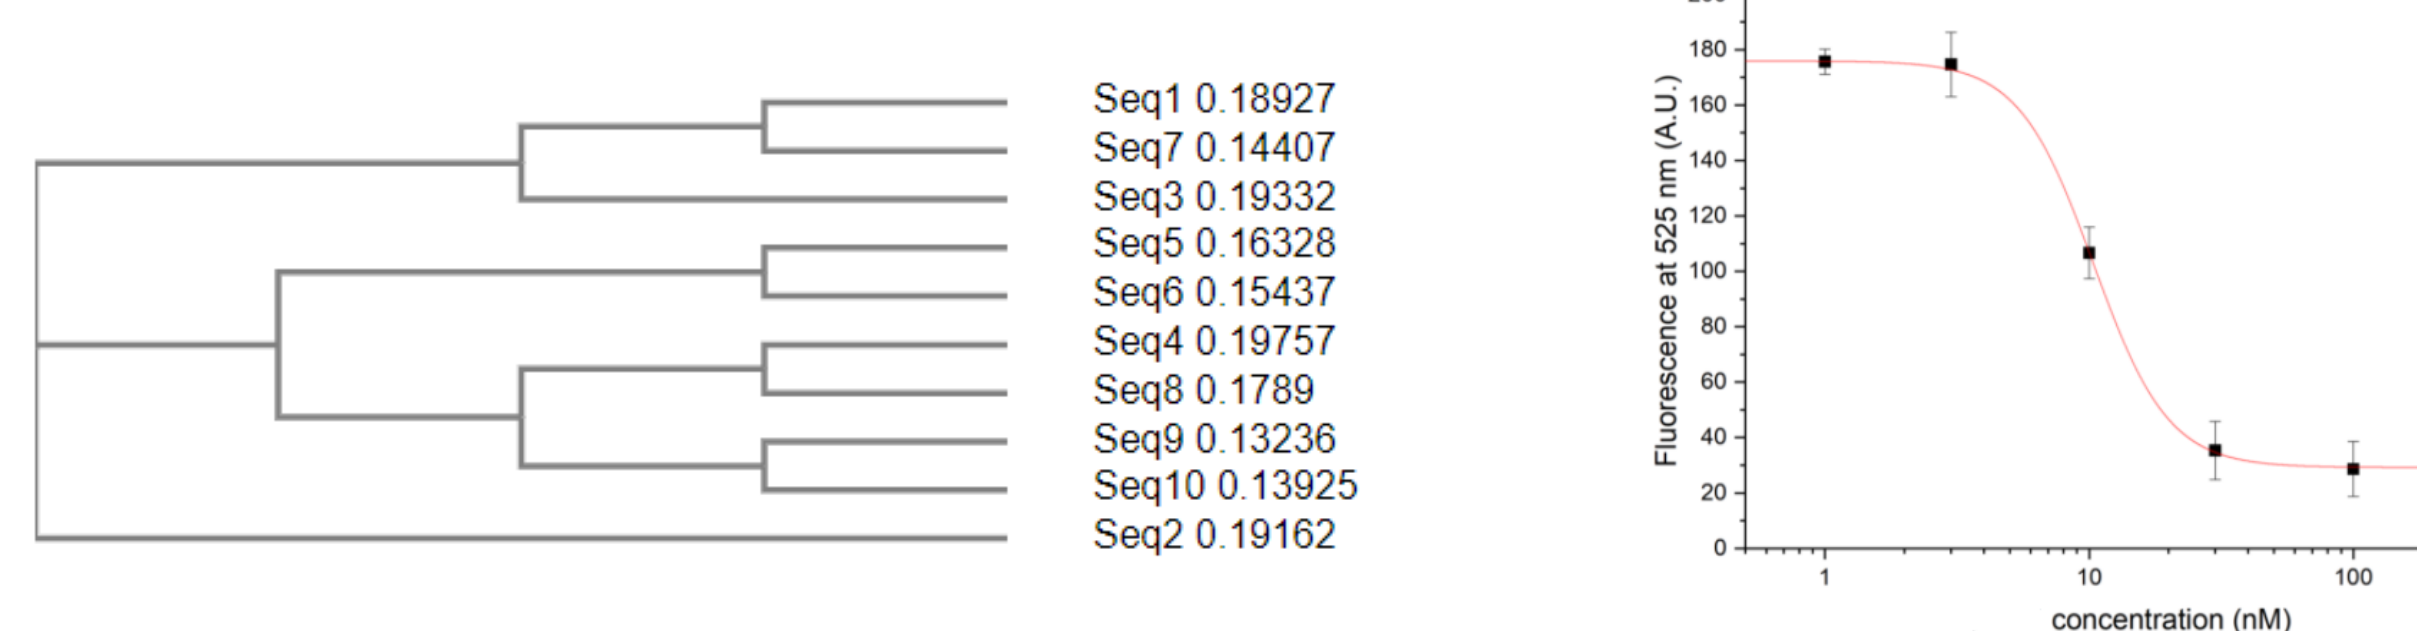 Seq1 0.18927
Seq7 0.14407
Seq3 0.19332
Seq5 0.16328
Seq6 0.15437
Seq4 0.19757
Seq8 0.1789
Seq9 0.13236
Seq10 0.13925
Seq2 0.19162
Fluorescence at 525 nm (A.U.)
180
160
140
120
100
80
60
40
20
0
1 10 100
concentration (nM)